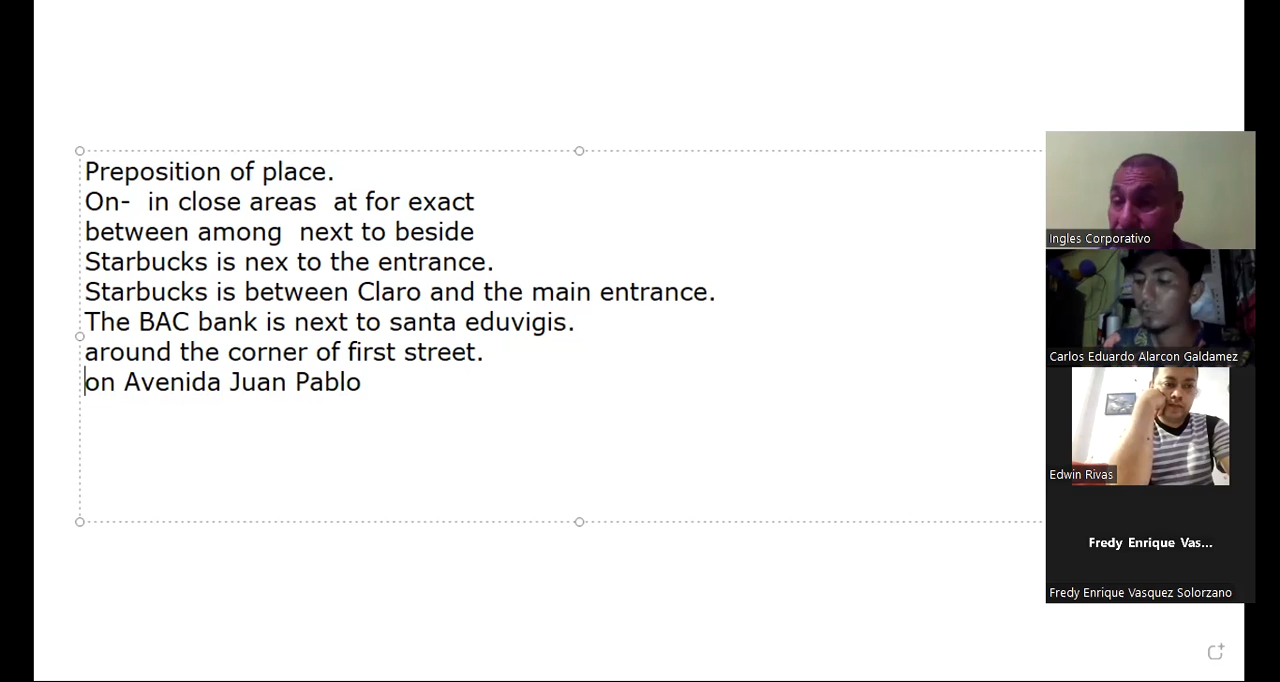 Preposition of place.
On-  in close areas  at for exact
between among  next to beside
Starbucks is nex to the entrance.
Starbucks is between Claro and the main entrance.
The BAC bank is next to santa eduvigis.
around the corner of first street.
on Avenida Juan Pablo
Ingles Corporativo
Carlos Eduardo Alarcon Galdamez
Edwin Rivas
Fredy Enrique Vas...
Fredy Enrique Vasquez Solorzano